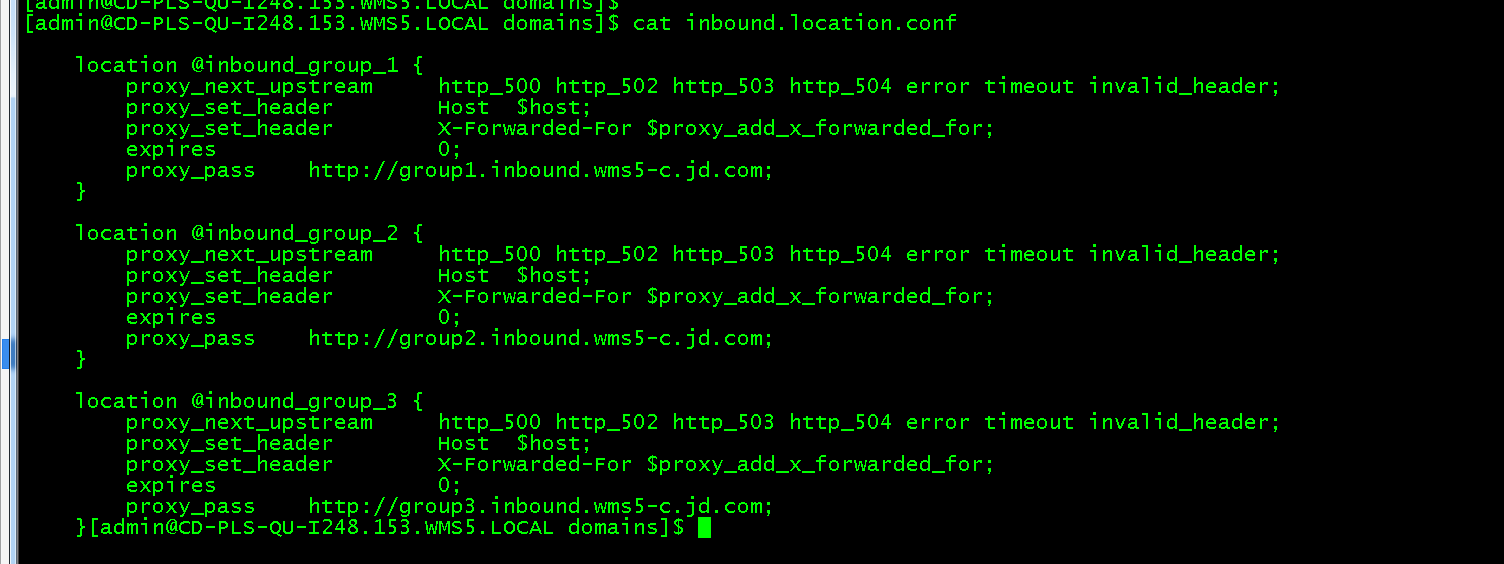 [admin@CD-PLS-QU-I248.153.WMS5.LOCAL domains]$
[admin@CD-PLS-QU-I248.153.WMS5.LOCAL domains]$ cat inbound.location.conf
location @inbound_group_1 {
proxy_next_upstream http_500 http_502 http_503 http_504 error timeout invalid_header;
proxy_set_header Host $host;
proxy_set_header X-Forwarded-For $proxy_add_x_forwarded_for;
expires 0;
proxy_pass http://group1.inbound.wms5-c.jd.com;
}
location @inbound_group_2 {
proxy_next_upstream http_500 http_502 http_503 http_504 error timeout invalid_header;
proxy_set_header Host $host;
proxy_set_header X-Forwarded-For $proxy_add_x_forwarded_for;
expires 0;
proxy_pass http://group2.inbound.wms5-c.jd.com;
}
location @inbound_group_3 {
proxy_next_upstream http_500 http_502 http_503 http_504 error timeout invalid_header;
proxy_set_header Host $host;
proxy_set_header X-Forwarded-For $proxy_add_x_forwarded_for;
expires 0;
proxy_pass http://group3.inbound.wms5-c.jd.com;
}[admin@CD-PLS-QU-I248.153.WMS5.LOCAL domains]$